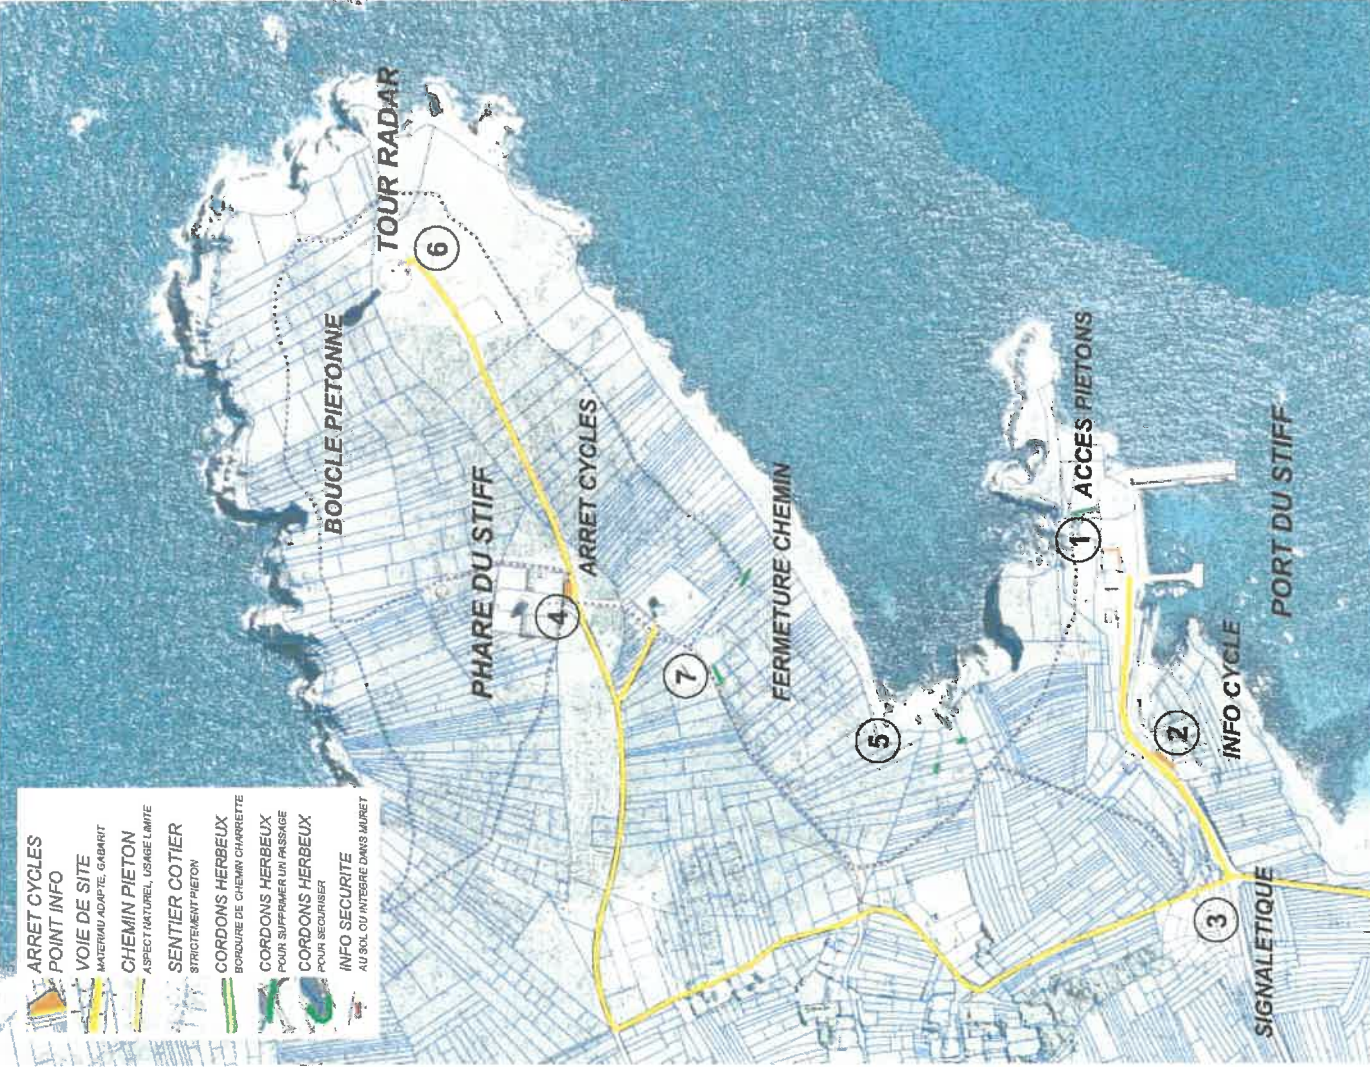 ARRET CYCLES
POINT INFO
VOIE DE SITE
MATERIAU ADAPTE, GABARIT
CHEMIN PIETON
ASPECT NATUREL, USAGE LIMITE
SENTIER COTIER
STRICTEMENT PIETON
CORDONS HERBEUX
BORDURE DE CHEMIN CHARRETTE
CORDONS HERBEUX
POUR SUPPRIMER UN PASSAGE
CORDONS HERBEUX
POUR SECURISER
INFO SECURITE
AU SOL OU INTEGRE DANS MURET
BOUCLE PIETONNE
TOUR RADAR
6
PHARE DU STIFF
4
ARRET CYCLES
7
FERMETURE CHEMIN
5
1
ACCES PIETONS
2
INFO CYCLE
PORT DU STIFF
3
SIGNALETIQUE